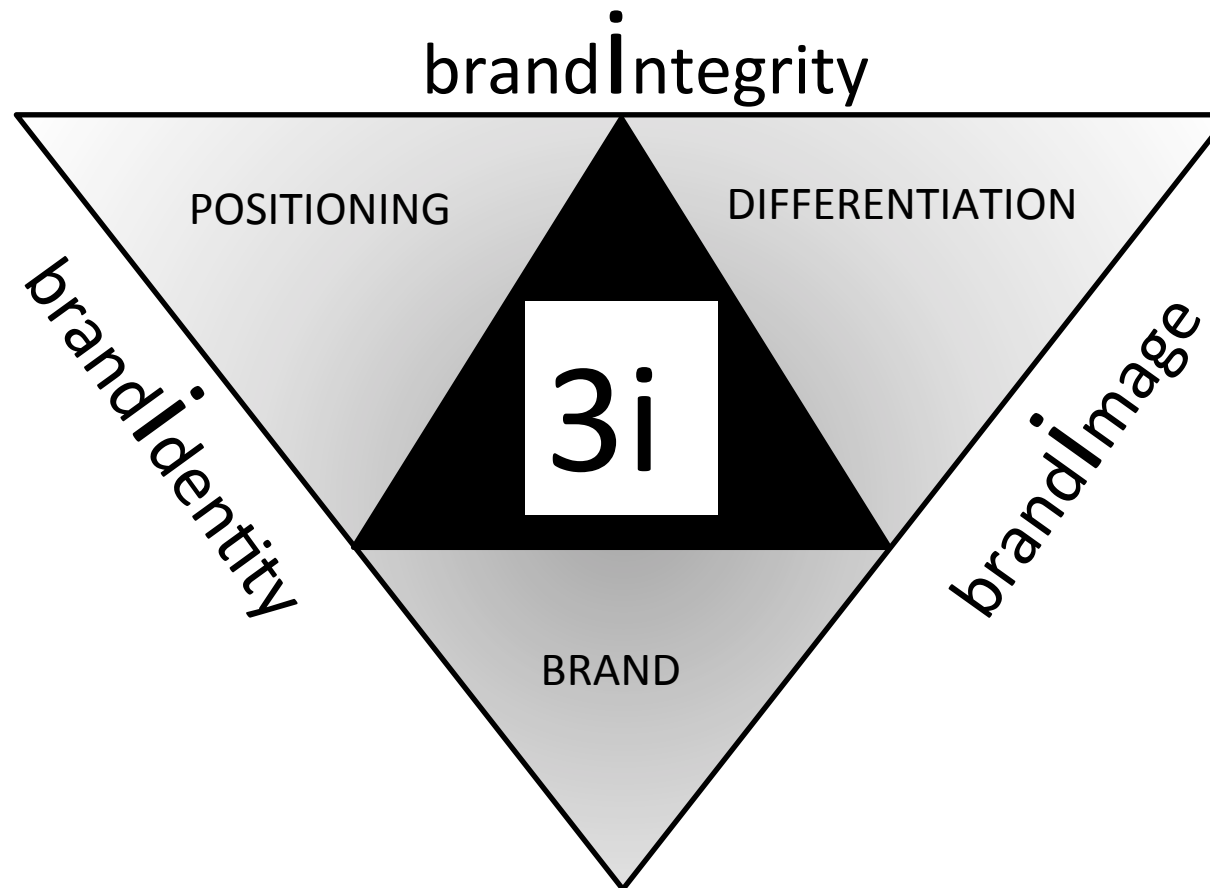 brandintegrity
POSITIONING
DIFFERENTIATION
brandidentity
3i
brandimage
BRAND